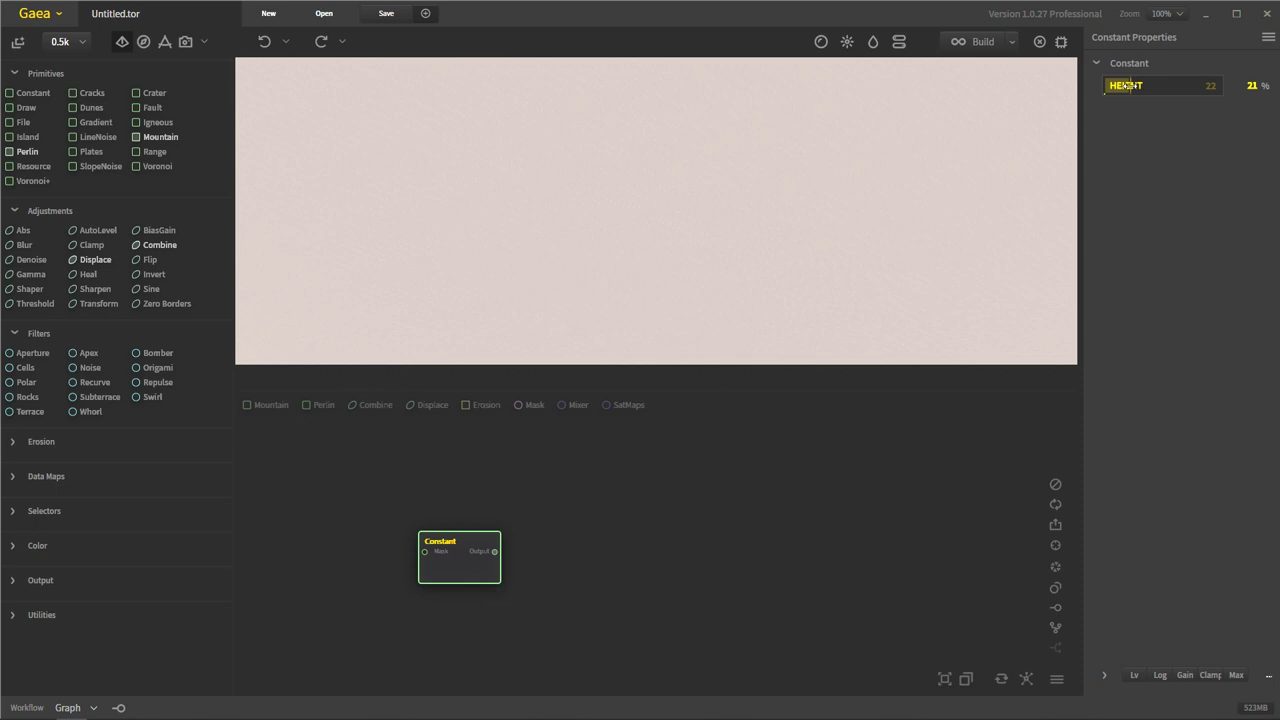 Gaea Untitled.tor New Open Save Version 1.0.27 Professional Zoom 100%
0.5k Build Constant Properties
Constant
HEIGHT 22 21 %
Primitives
Constant Cracks Crater
Draw Dunes Fault
File Gradient Igneous
Island LineNoise Mountain
Perlin Plates Range
Resource SlopeNoise Voronoi
Voronoi+
Adjustments
Abs AutoLevel BiasGain
Blur Clamp Combine
Denoise Displace Flip
Gamma Heal Invert
Shaper Sharpen Sine
Threshold Transform Zero Borders
Filters
Aperture Apex Bomber
Cells Noise Origami
Polar Recurve Repulse
Rocks Subterrace Swirl
Terrace Whorl
Erosion
Data Maps
Selectors
Color
Output
Utilities
Mountain Perlin Combine Displace Erosion Mask Mixer SatMaps
Constant
Mask Output
Lv Log Gain Clamp Max ...
Workflow Graph 523MB